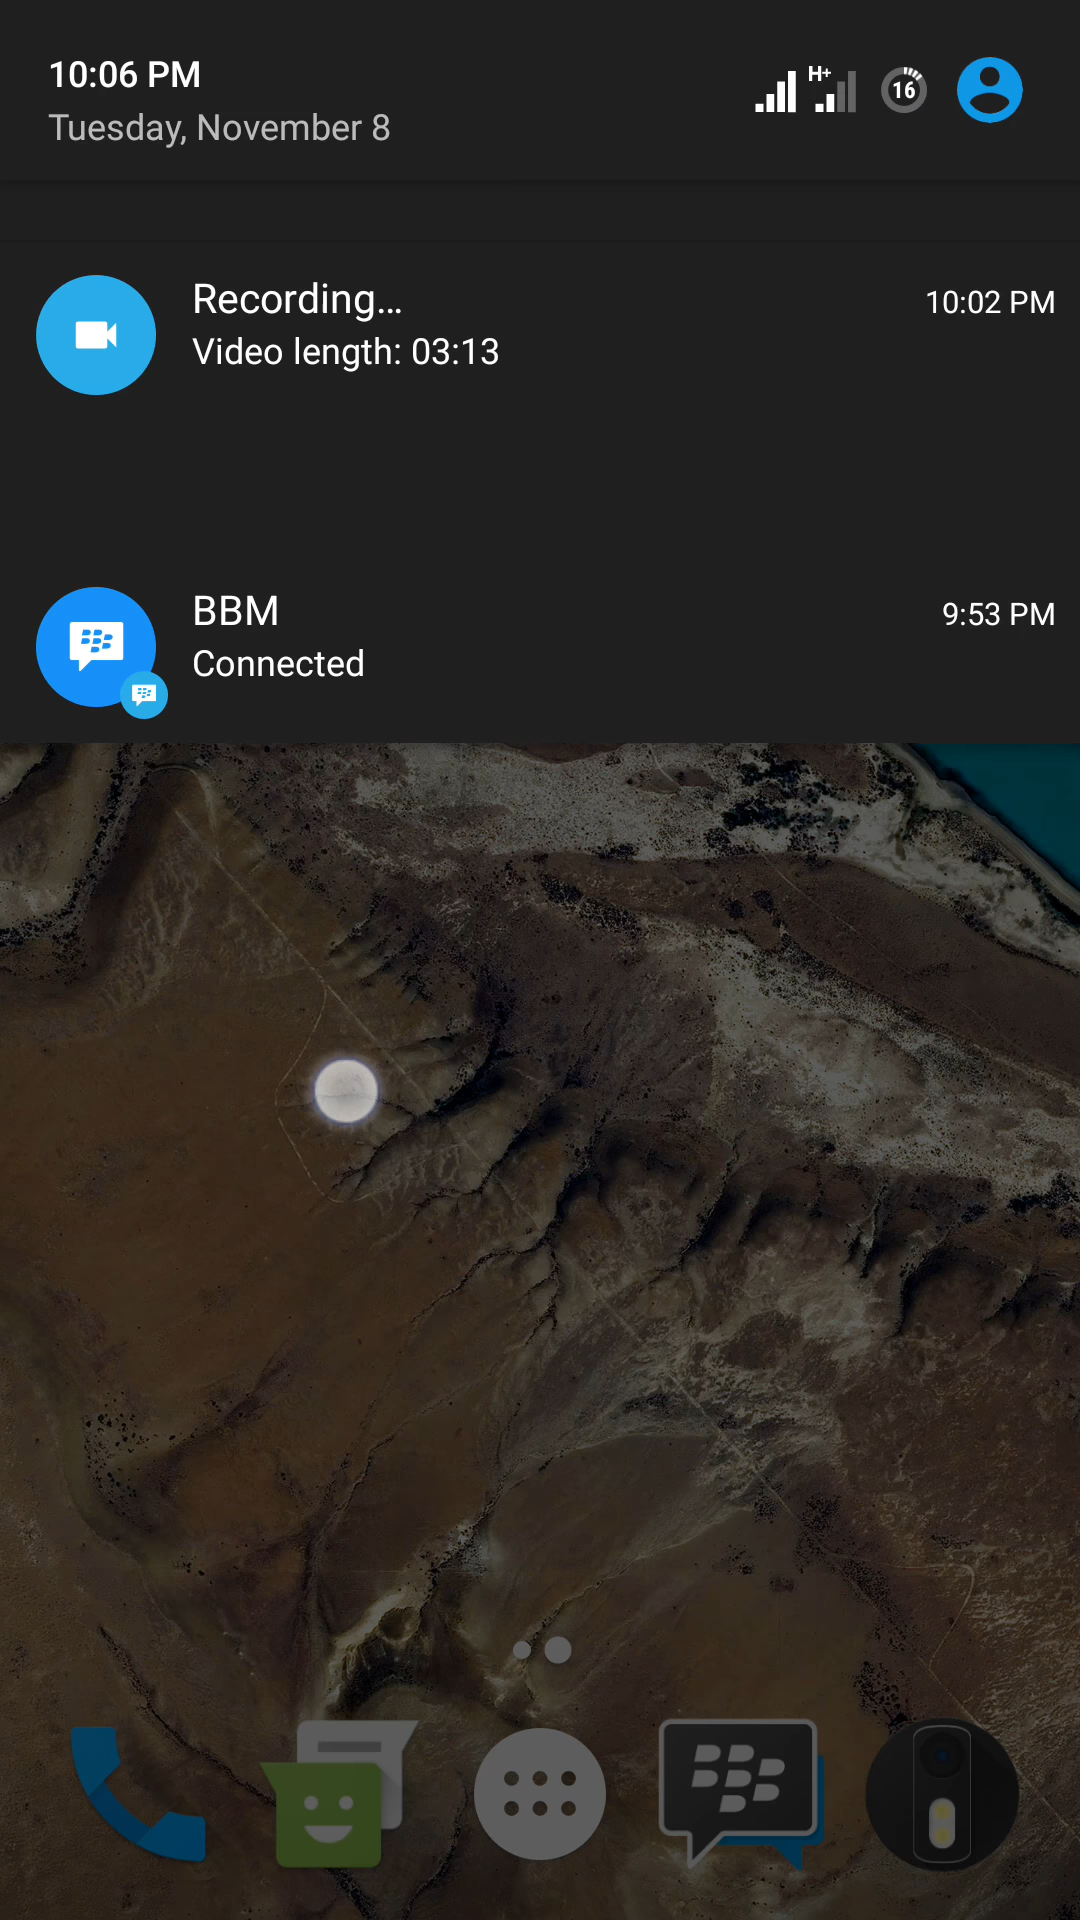 10:06 PM
Tuesday, November 8
H+
16
Recording...
10:02 PM
Video length: 03:13
BBM
9:53 PM
Connected